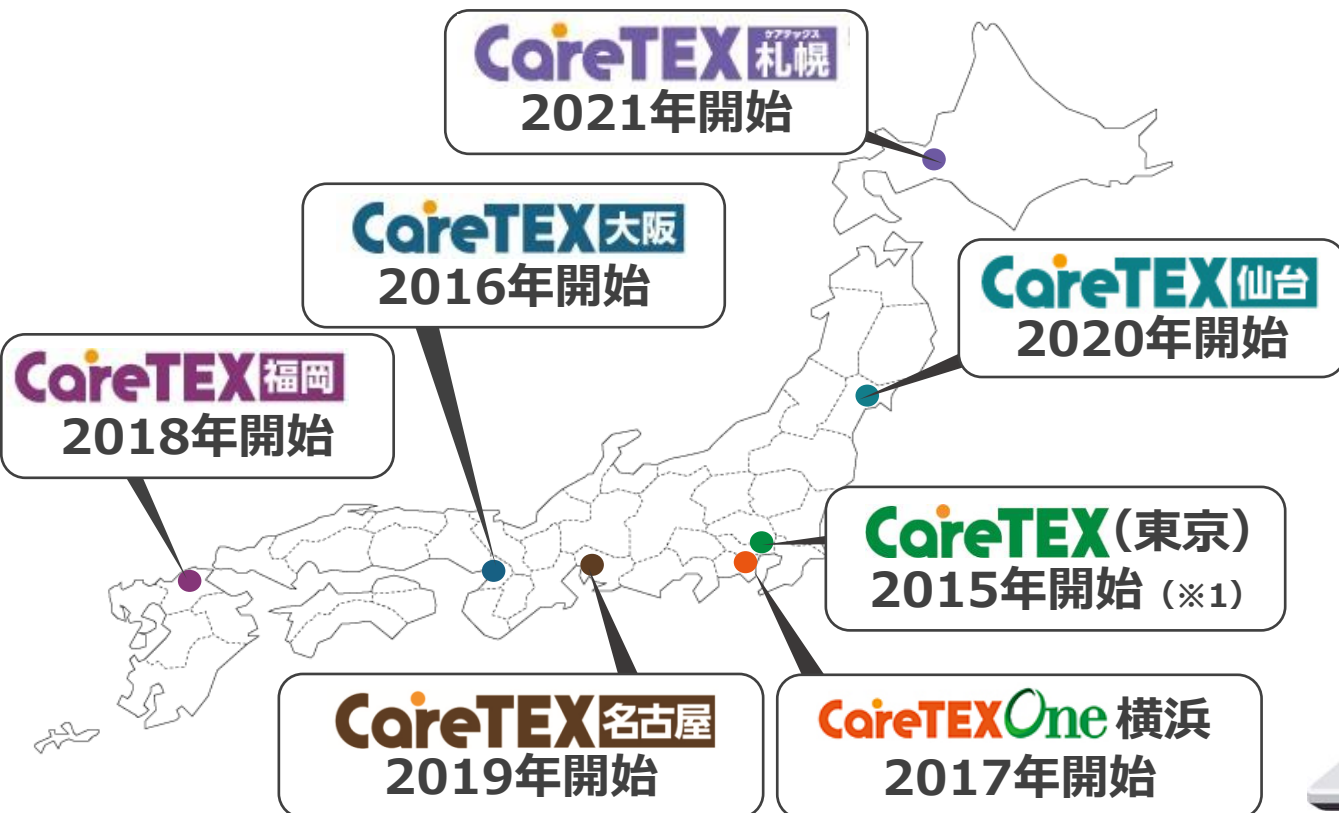 ケアテックス
CareTEX札幌
2021年開始
CareTEX大阪
2016年開始
CareTEX仙台
2020年開始
CareTEX福岡
2018年開始
CareTEX(東京)
2015年開始（※1）
CareTEX名古屋
2019年開始
CareTEXOne 横浜
2017年開始